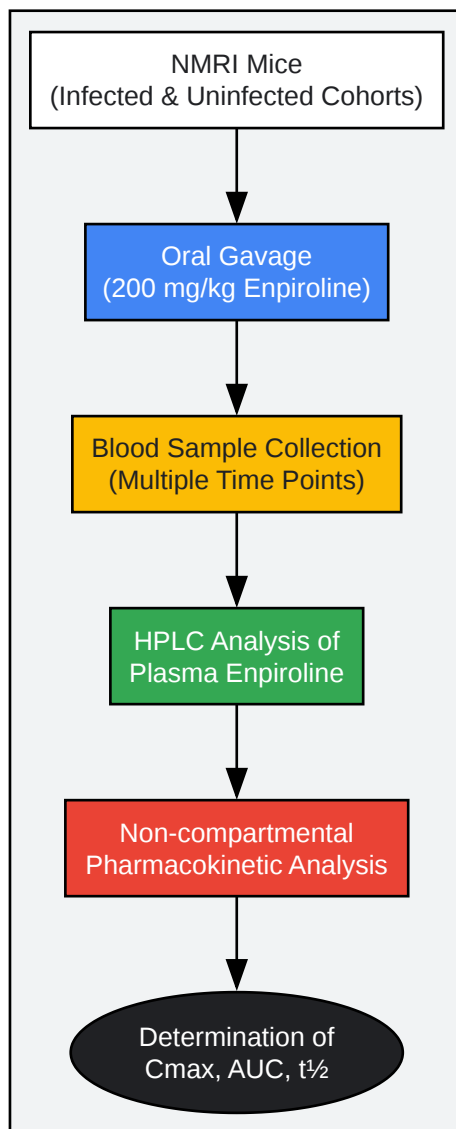 NMRI Mice
(Infected & Uninfected Cohorts)
Oral Gavage
(200 mg/kg Enpiroline)
Blood Sample Collection
(Multiple Time Points)
HPLC Analysis of
Plasma Enpiroline
Non-compartmental
Pharmacokinetic Analysis
Determination of
Cmax, AUC, t½